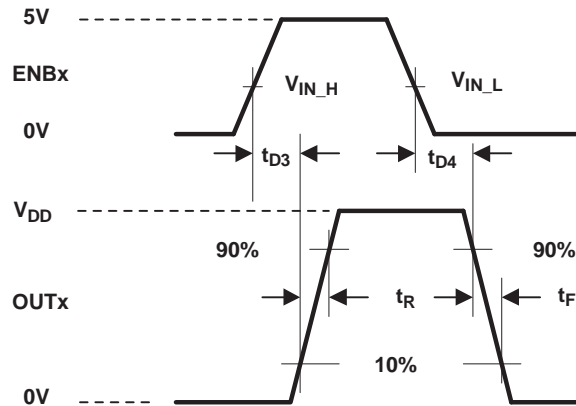 5V
ENBx
V_IN_H
V_IN_L
0V
t_D3
t_D4
V_DD
90%
90%
OUTx
t_R
t_F
10%
0V